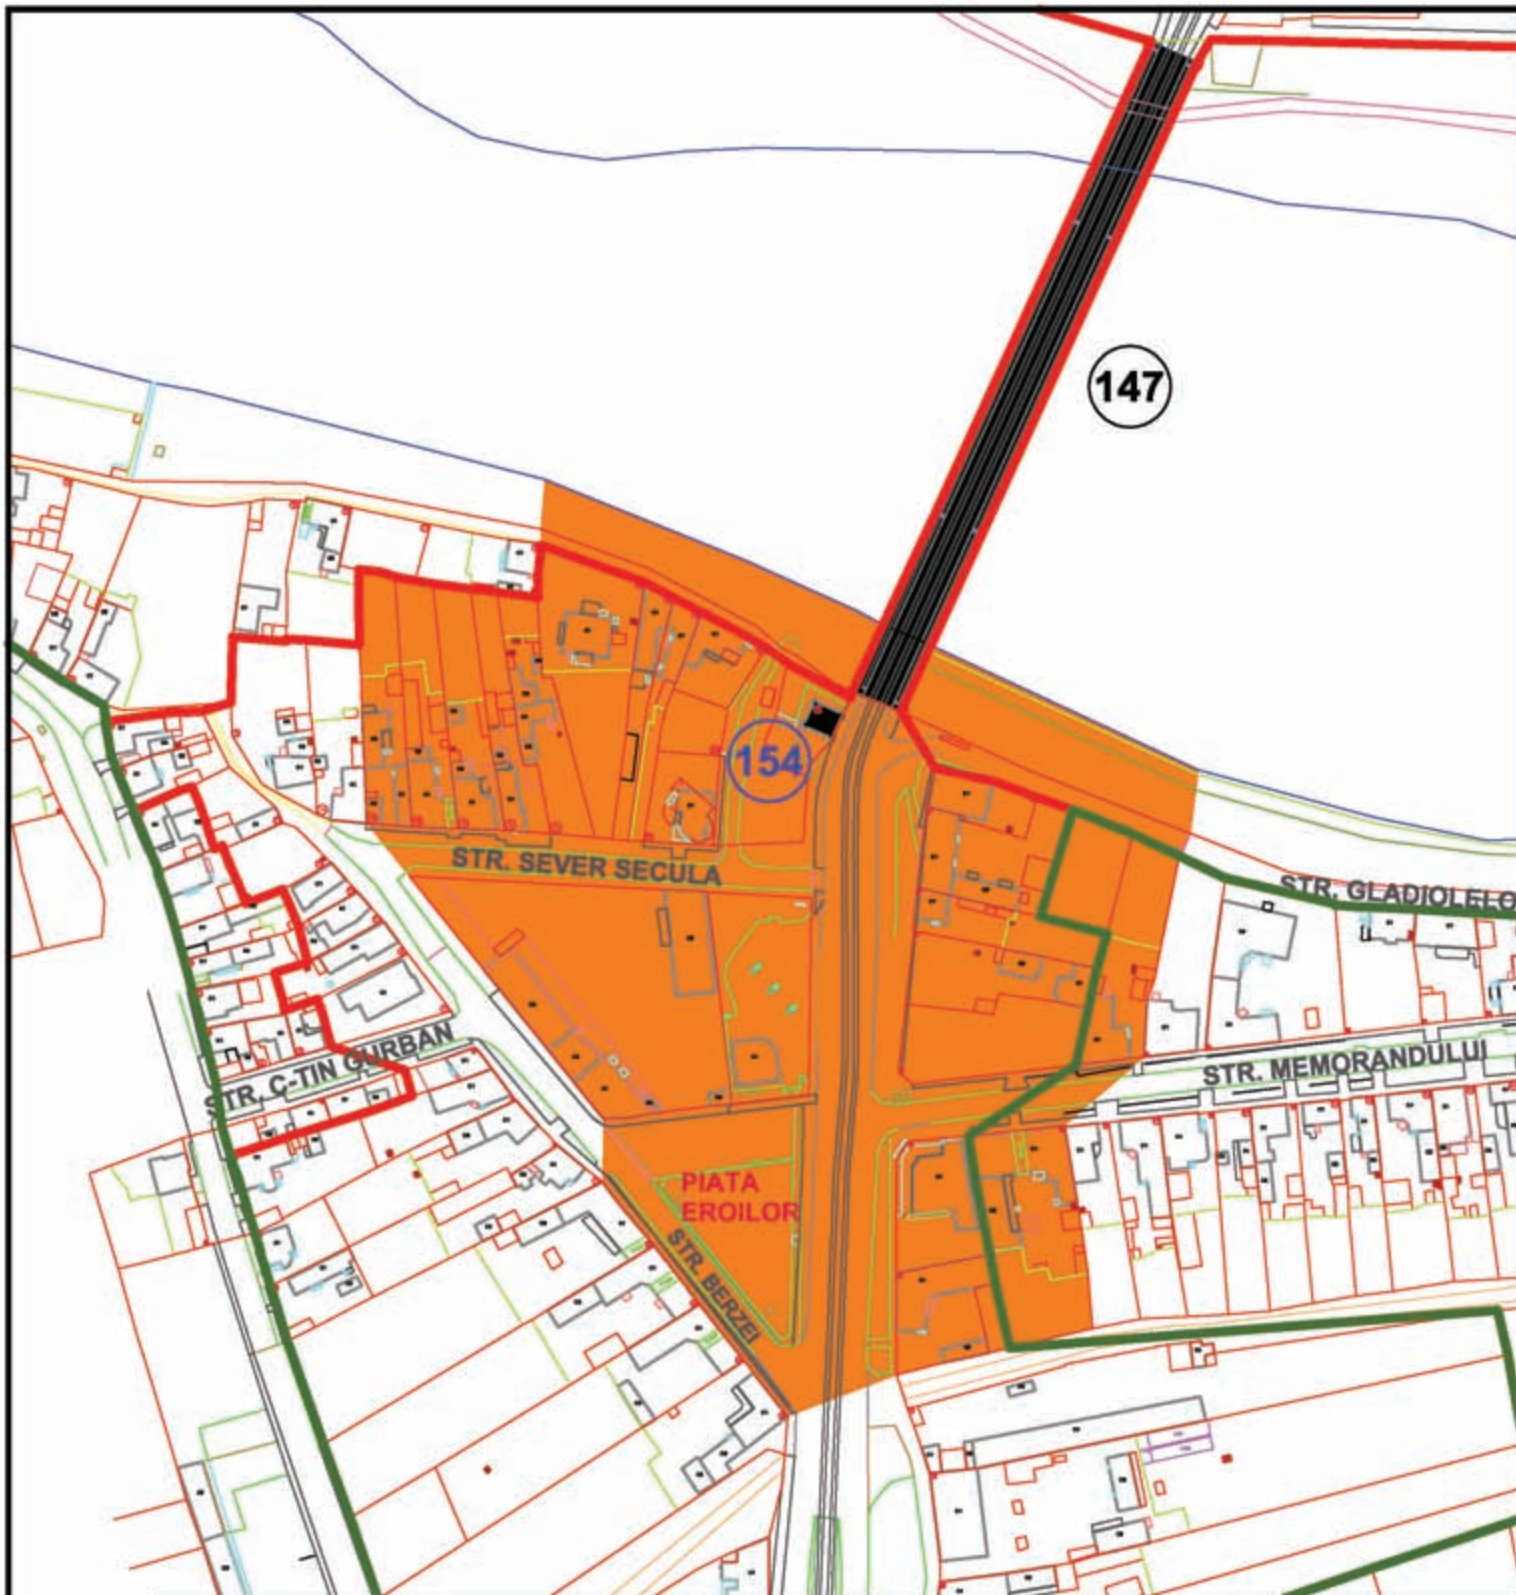 147
154
STR. SEVER SECULA
STR. GLADIOLELO
STR. C-TIN GURBAN
STR. MEMORANDULUI
PIATA
EROILOR
STR. BERZEI